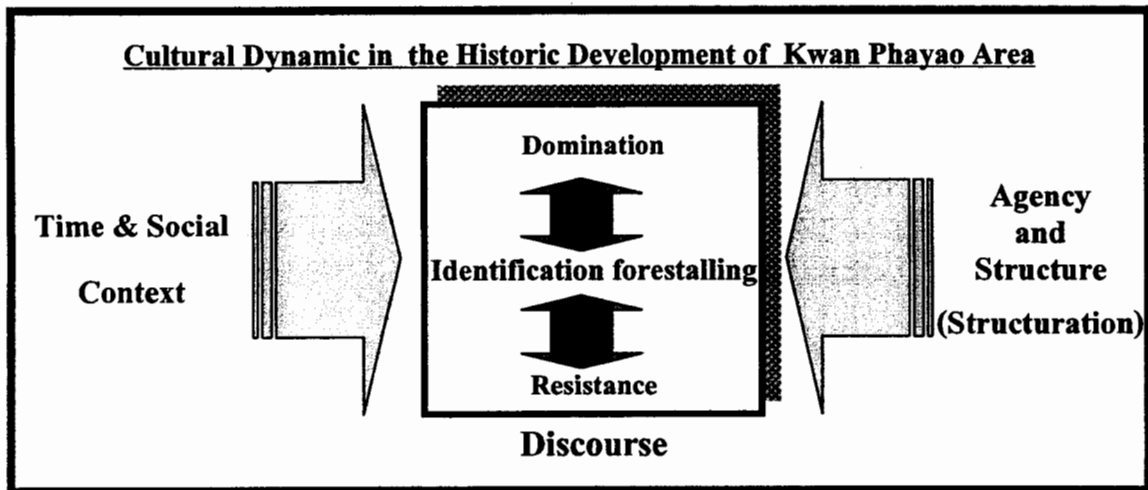 Cultural Dynamic in the Historic Development of Kwan Phayao Area
Domination
Time & Social
Context
Identification forestalling
Resistance
Discourse
Agency
and
Structure
(Structuration)